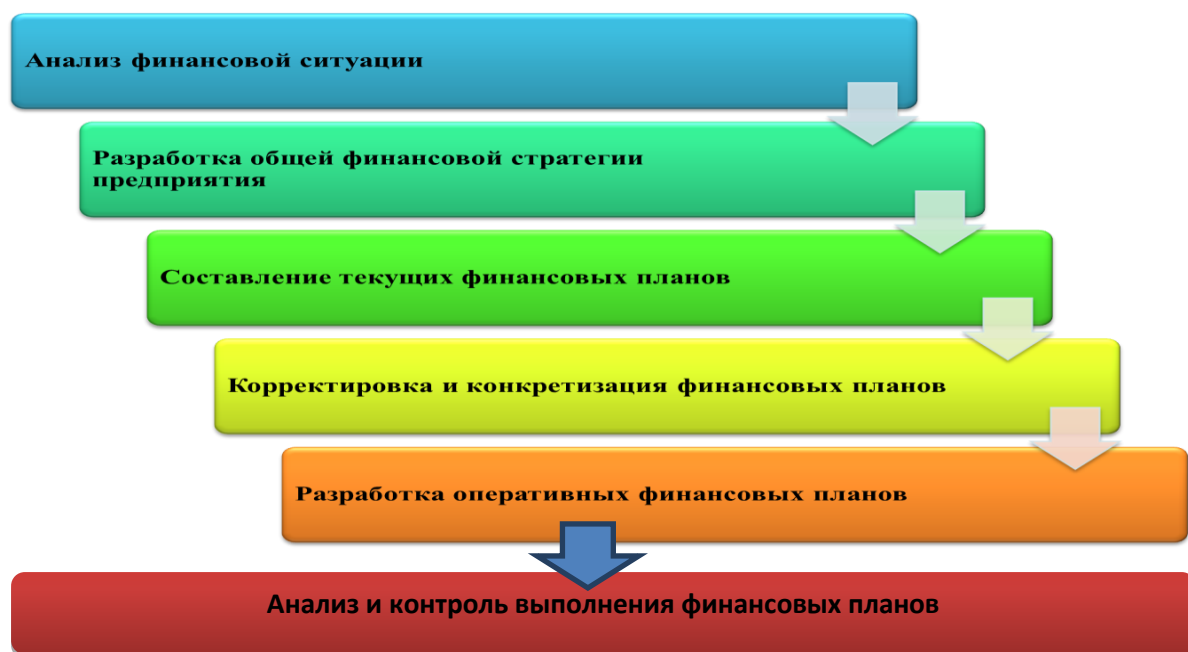 Анализ финансовой ситуации
Разработка общей финансовой стратегии
предприятия
Составление текущих финансовых планов
Корректировка и конкретизация финансовых планов
Разработка оперативных финансовых планов
Анализ и контроль выполнения финансовых планов